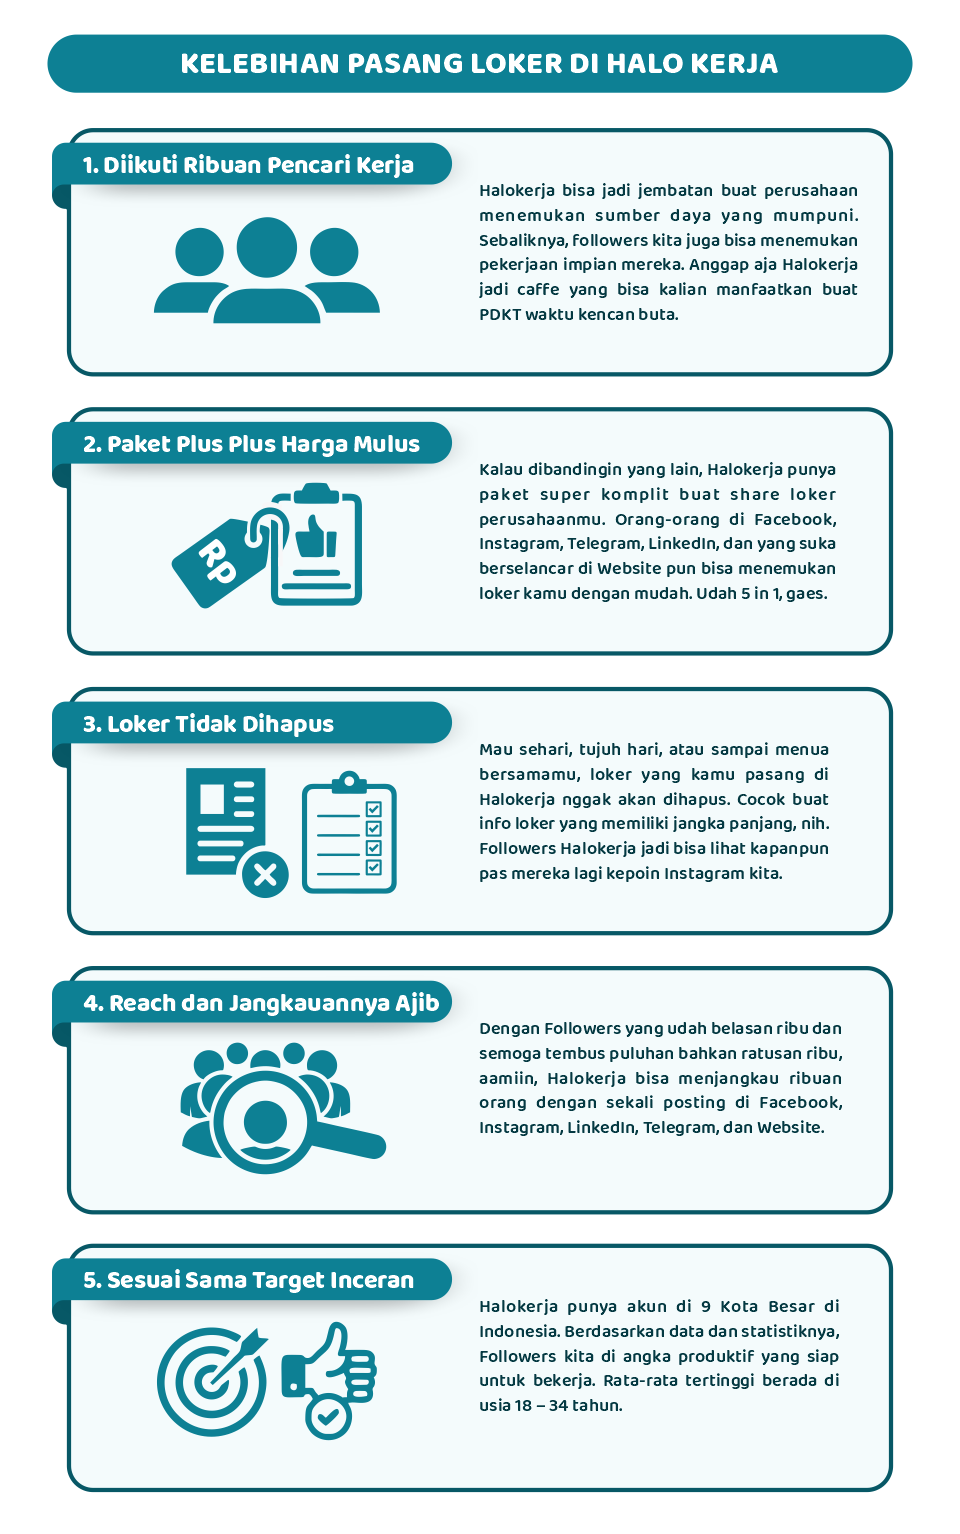 KELEBIHAN PASANG LOKER DI HALO KERJA
1. Diikuti Ribuan Pencari Kerja
Halokerja bisa jadi jembatan buat perusahaan
menemukan sumber daya yang mumpuni.
Sebaliknya, followers kita juga bisa menemukan
pekerjaan impian mereka. Anggap aja Halokerja
jadi caffe yang bisa kalian manfaatkan buat
PDKT waktu kencan buta.
2. Paket Plus Plus Harga Mulus
RP
Kalau dibandingin yang lain, Halokerja punya
paket super komplit buat share loker
perusahaanmu. Orang-orang di Facebook,
Instagram, Telegram, LinkedIn, dan yang suka
berselancar di Website pun bisa menemukan
loker kamu dengan mudah. Udah 5 in 1, gaes.
3. Loker Tidak Dihapus
Mau sehari, tujuh hari, atau sampai menua
bersamamu, loker yang kamu pasang di
Halokerja nggak akan dihapus. Cocok buat
info loker yang memiliki jangka panjang, nih.
Followers Halokerja jadi bisa lihat kapanpun
pas mereka lagi kepoin Instagram kita.
4. Reach dan Jangkauannya Ajib
Dengan Followers yang udah belasan ribu dan
semoga tembus puluhan bahkan ratusan ribu,
aamiin, Halokerja bisa menjangkau ribuan
orang dengan sekali posting di Facebook,
Instagram, LinkedIn, Telegram, dan Website.
5. Sesuai Sama Target Inceran
Halokerja punya akun di 9 Kota Besar di
Indonesia. Berdasarkan data dan statistiknya,
Followers kita di angka produktif yang siap
untuk bekerja. Rata-rata tertinggi berada di
usia 18 – 34 tahun.